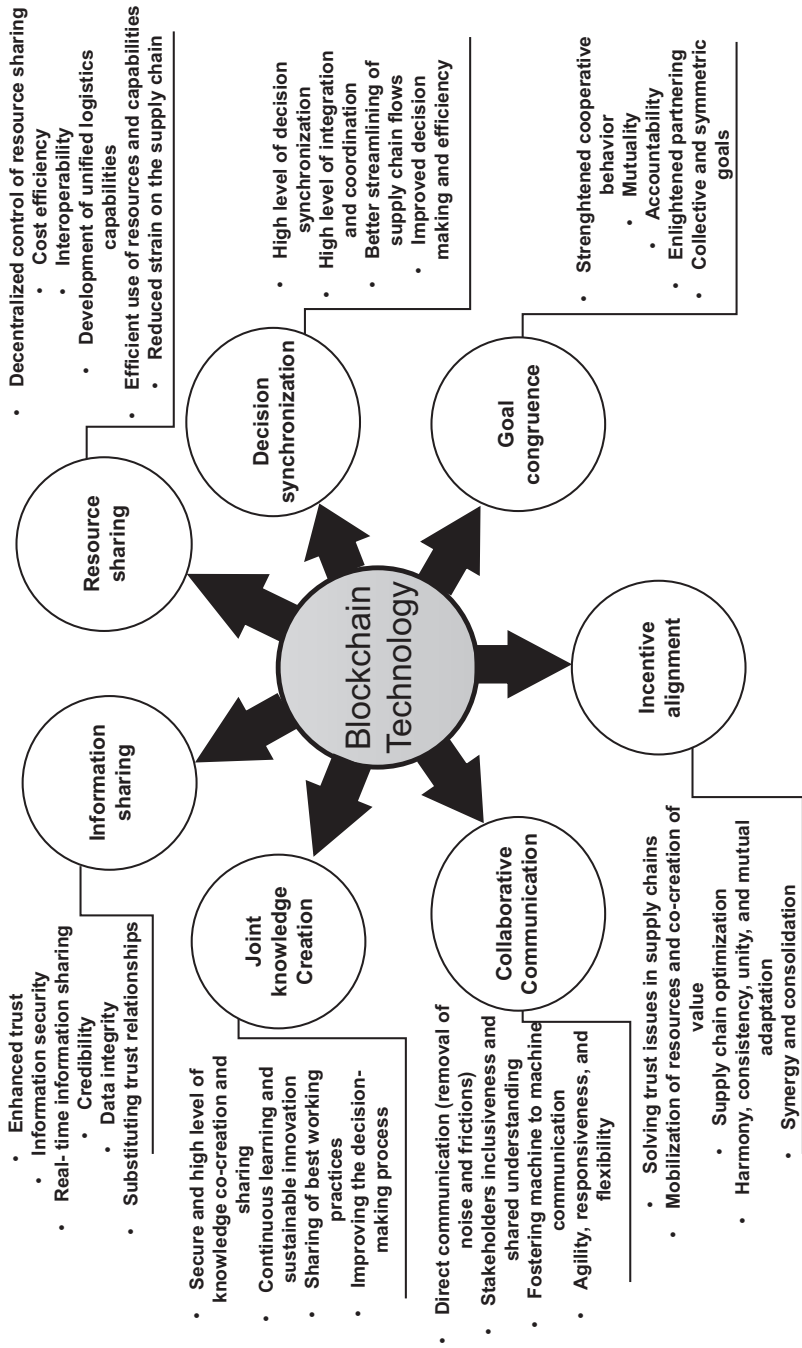 • Enhanced trust
• Information security
• Real- time information sharing
• Credibility
• Data integrity
• Substituting trust relationships
Information
sharing
• Decentralized control of resource sharing
• Cost efficiency
• Interoperability
• Development of unified logistics
capabilities
• Efficient use of resources and capabilities
• Reduced strain on the supply chain
Resource
sharing
• Secure and high level of
knowledge co-creation and
sharing
• Continuous learning and
sustainable innovation
• Sharing of best working
practices
• Improving the decision-
making process
Joint
knowledge
Creation
Decision
synchronization
• High level of decision
synchronization
• High level of integration
and coordination
• Better streamlining of
supply chain flows
• Improved decision
making and efficiency
Blockchain
Technology
• Direct communication (removal of
noise and frictions)
• Stakeholders inclusiveness and
shared understanding
• Fostering machine to machine
communication
• Agility, responsiveness, and
flexibility
Collaborative
Communication
Goal
congruence
• Strenghted cooperative
behavior
• Mutuality
• Accountability
• Enlightened partnering
• Collective and symmetric
goals
• Solving trust issues in supply chains
• Mobilization of resources and co-creation of
value
• Supply chain optimization
• Harmony, consistency, unity, and mutual
adaptation
• Synergy and consolidation
Incentive
alignment